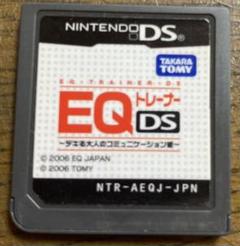 NINTENDO DS™
TAKARA TOMY
EQ・TRAINER・DS
EQトレーナーDS
～デキる大人のコミュニケーション術～
© 2006 EQ JAPAN
© 2006 TOMY
NTR-AEQJ-JPN